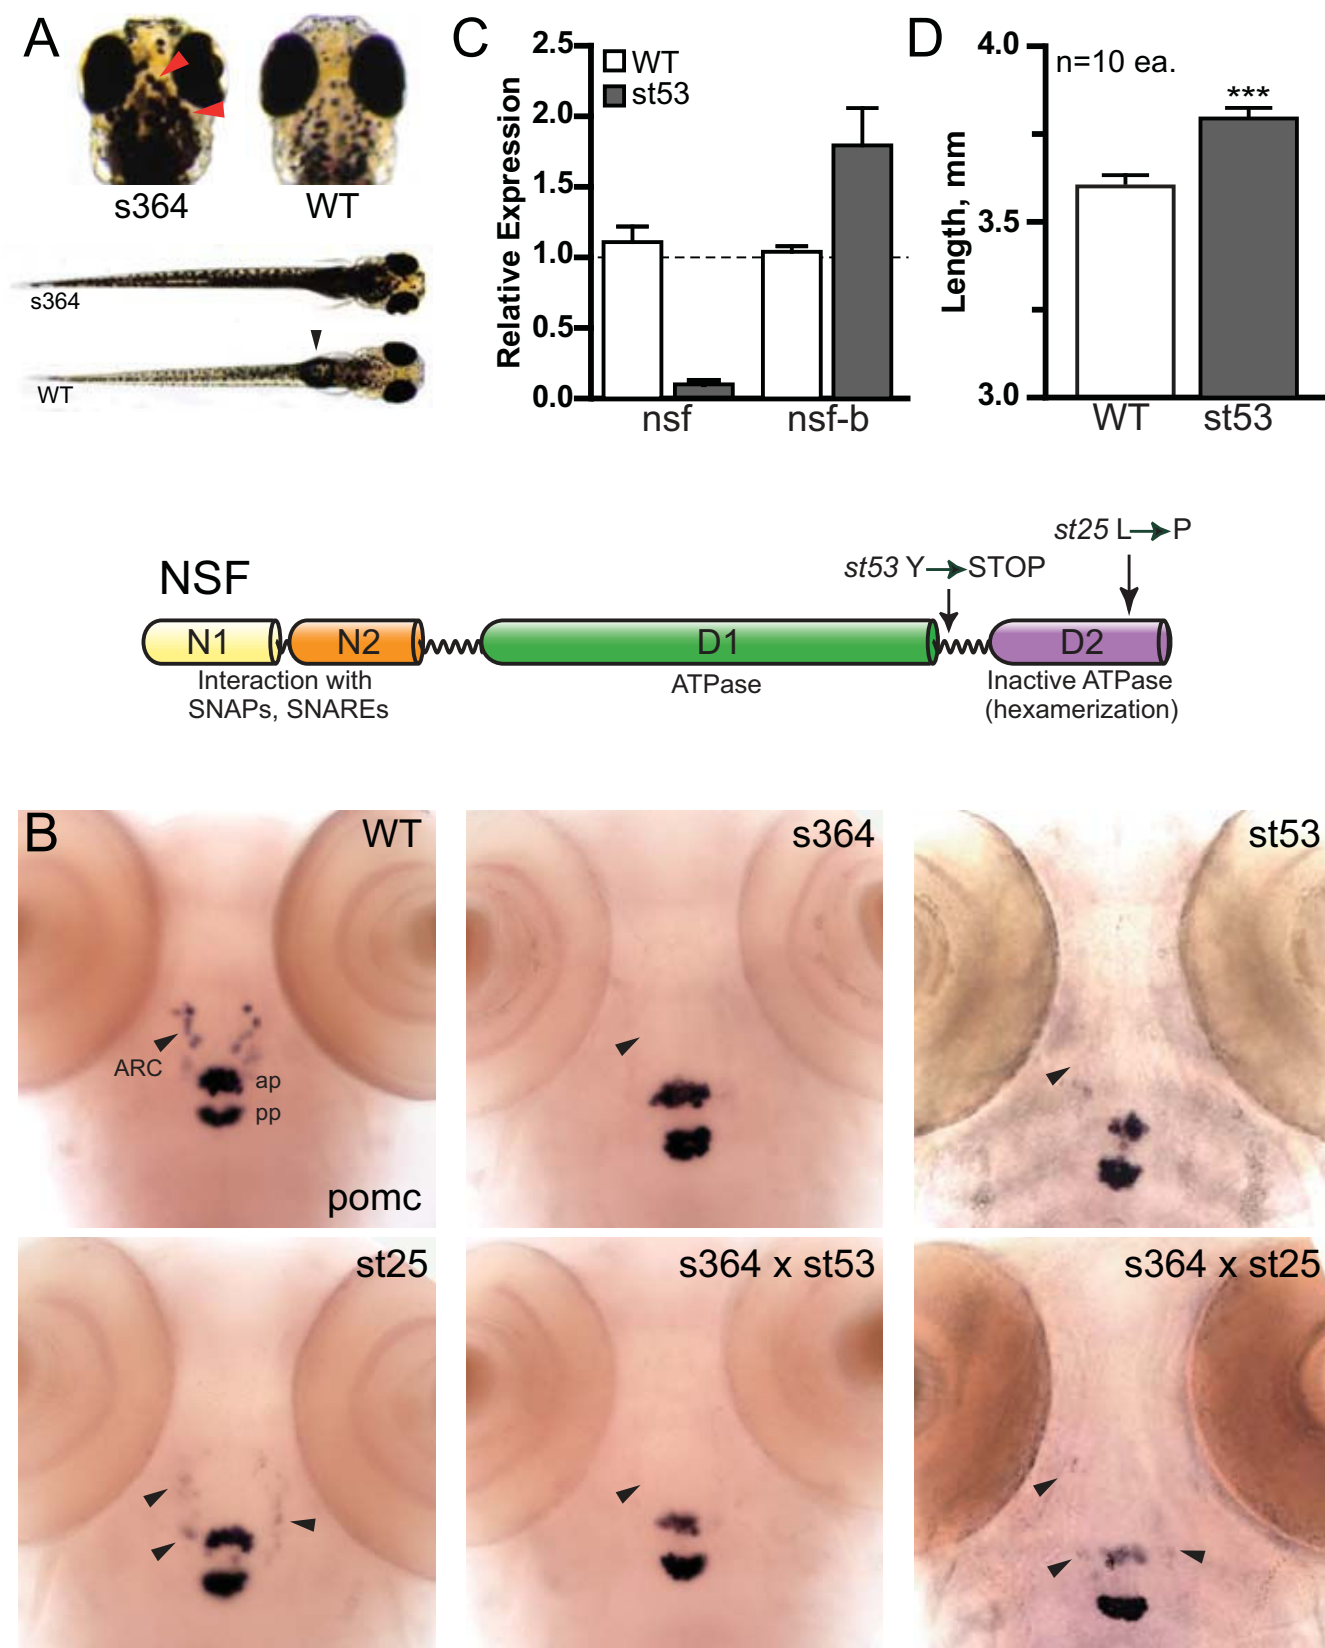 A
s364
WT
s364
WT
C
2.5
2.0
1.5
1.0
0.5
0.0
Relative Expression
WT
st53
nsf
nsf-b
D
4.0
3.5
3.0
Length, mm
n=10 ea.
***
WT
st53
NSF
st53 Y STOP
st25 L P
N1
N2
D1
D2
Interaction with
SNAPs, SNAREs
ATPase
Inactive ATPase
(hexamerization)
B
WT
ARC
ap
pp
pomc
s364
st53
st25
s364 x st53
s364 x st25